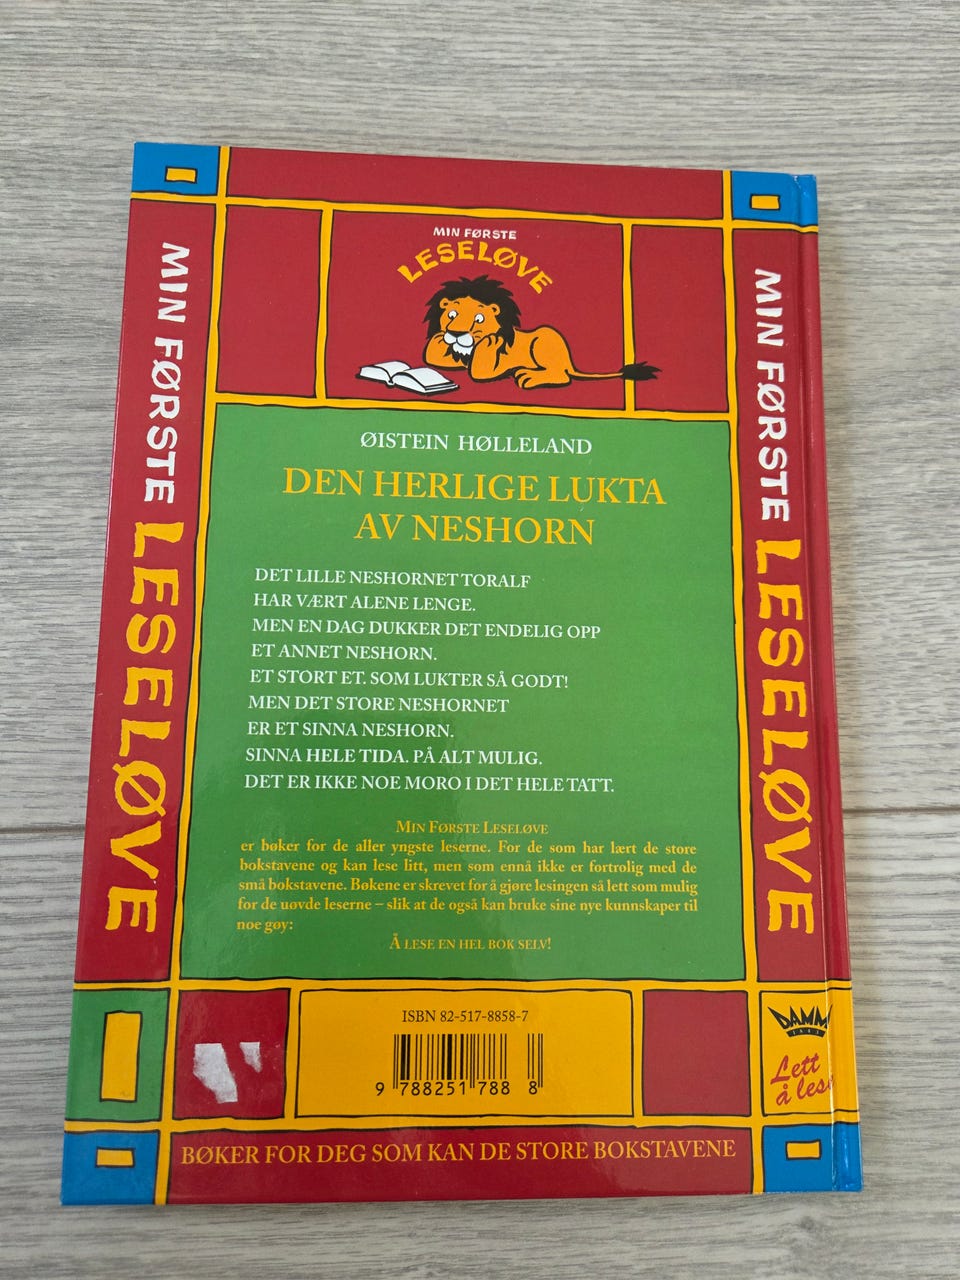 MIN FØRSTE
LESELØVE
MIN FØRSTE LESELØVE
MIN FØRSTE LESELØVE
ØISTEIN HØLLELAND
DEN HERLIGE LUKTA
AV NESHORN
DET LILLE NESHORNET TORALF
HAR VÆRT ALENE LENGE.
MEN EN DAG DUKKER DET ENDELIG OPP
ET ANNET NESHORN.
ET STORT ET. SOM LUKTER SÅ GODT!
MEN DET STORE NESHORNET
ER ET SINNA NESHORN.
SINNA HELE TIDA. PÅ ALT MULIG.
DET ER IKKE NOE MORO I DET HELE TATT.
MIN FØRSTE LESELØVE
er bøker for de aller yngste leserne. For de som har lært de store
bokstavene og kan lese litt, men som ennå ikke er fortrolig med de
små bokstavene. Bøkene er skrevet for å gjøre lesingen så lett som mulig
for de uøvde leserne – slik at de også kan bruke sine nye kunnskaper til
noe gøy:
Å LESE EN HEL BOK SELV!
ISBN 82-517-8858-7
9 788251 788 8
DAMM
1843
Lett
å lese
BØKER FOR DEG SOM KAN DE STORE BOKSTAVENE